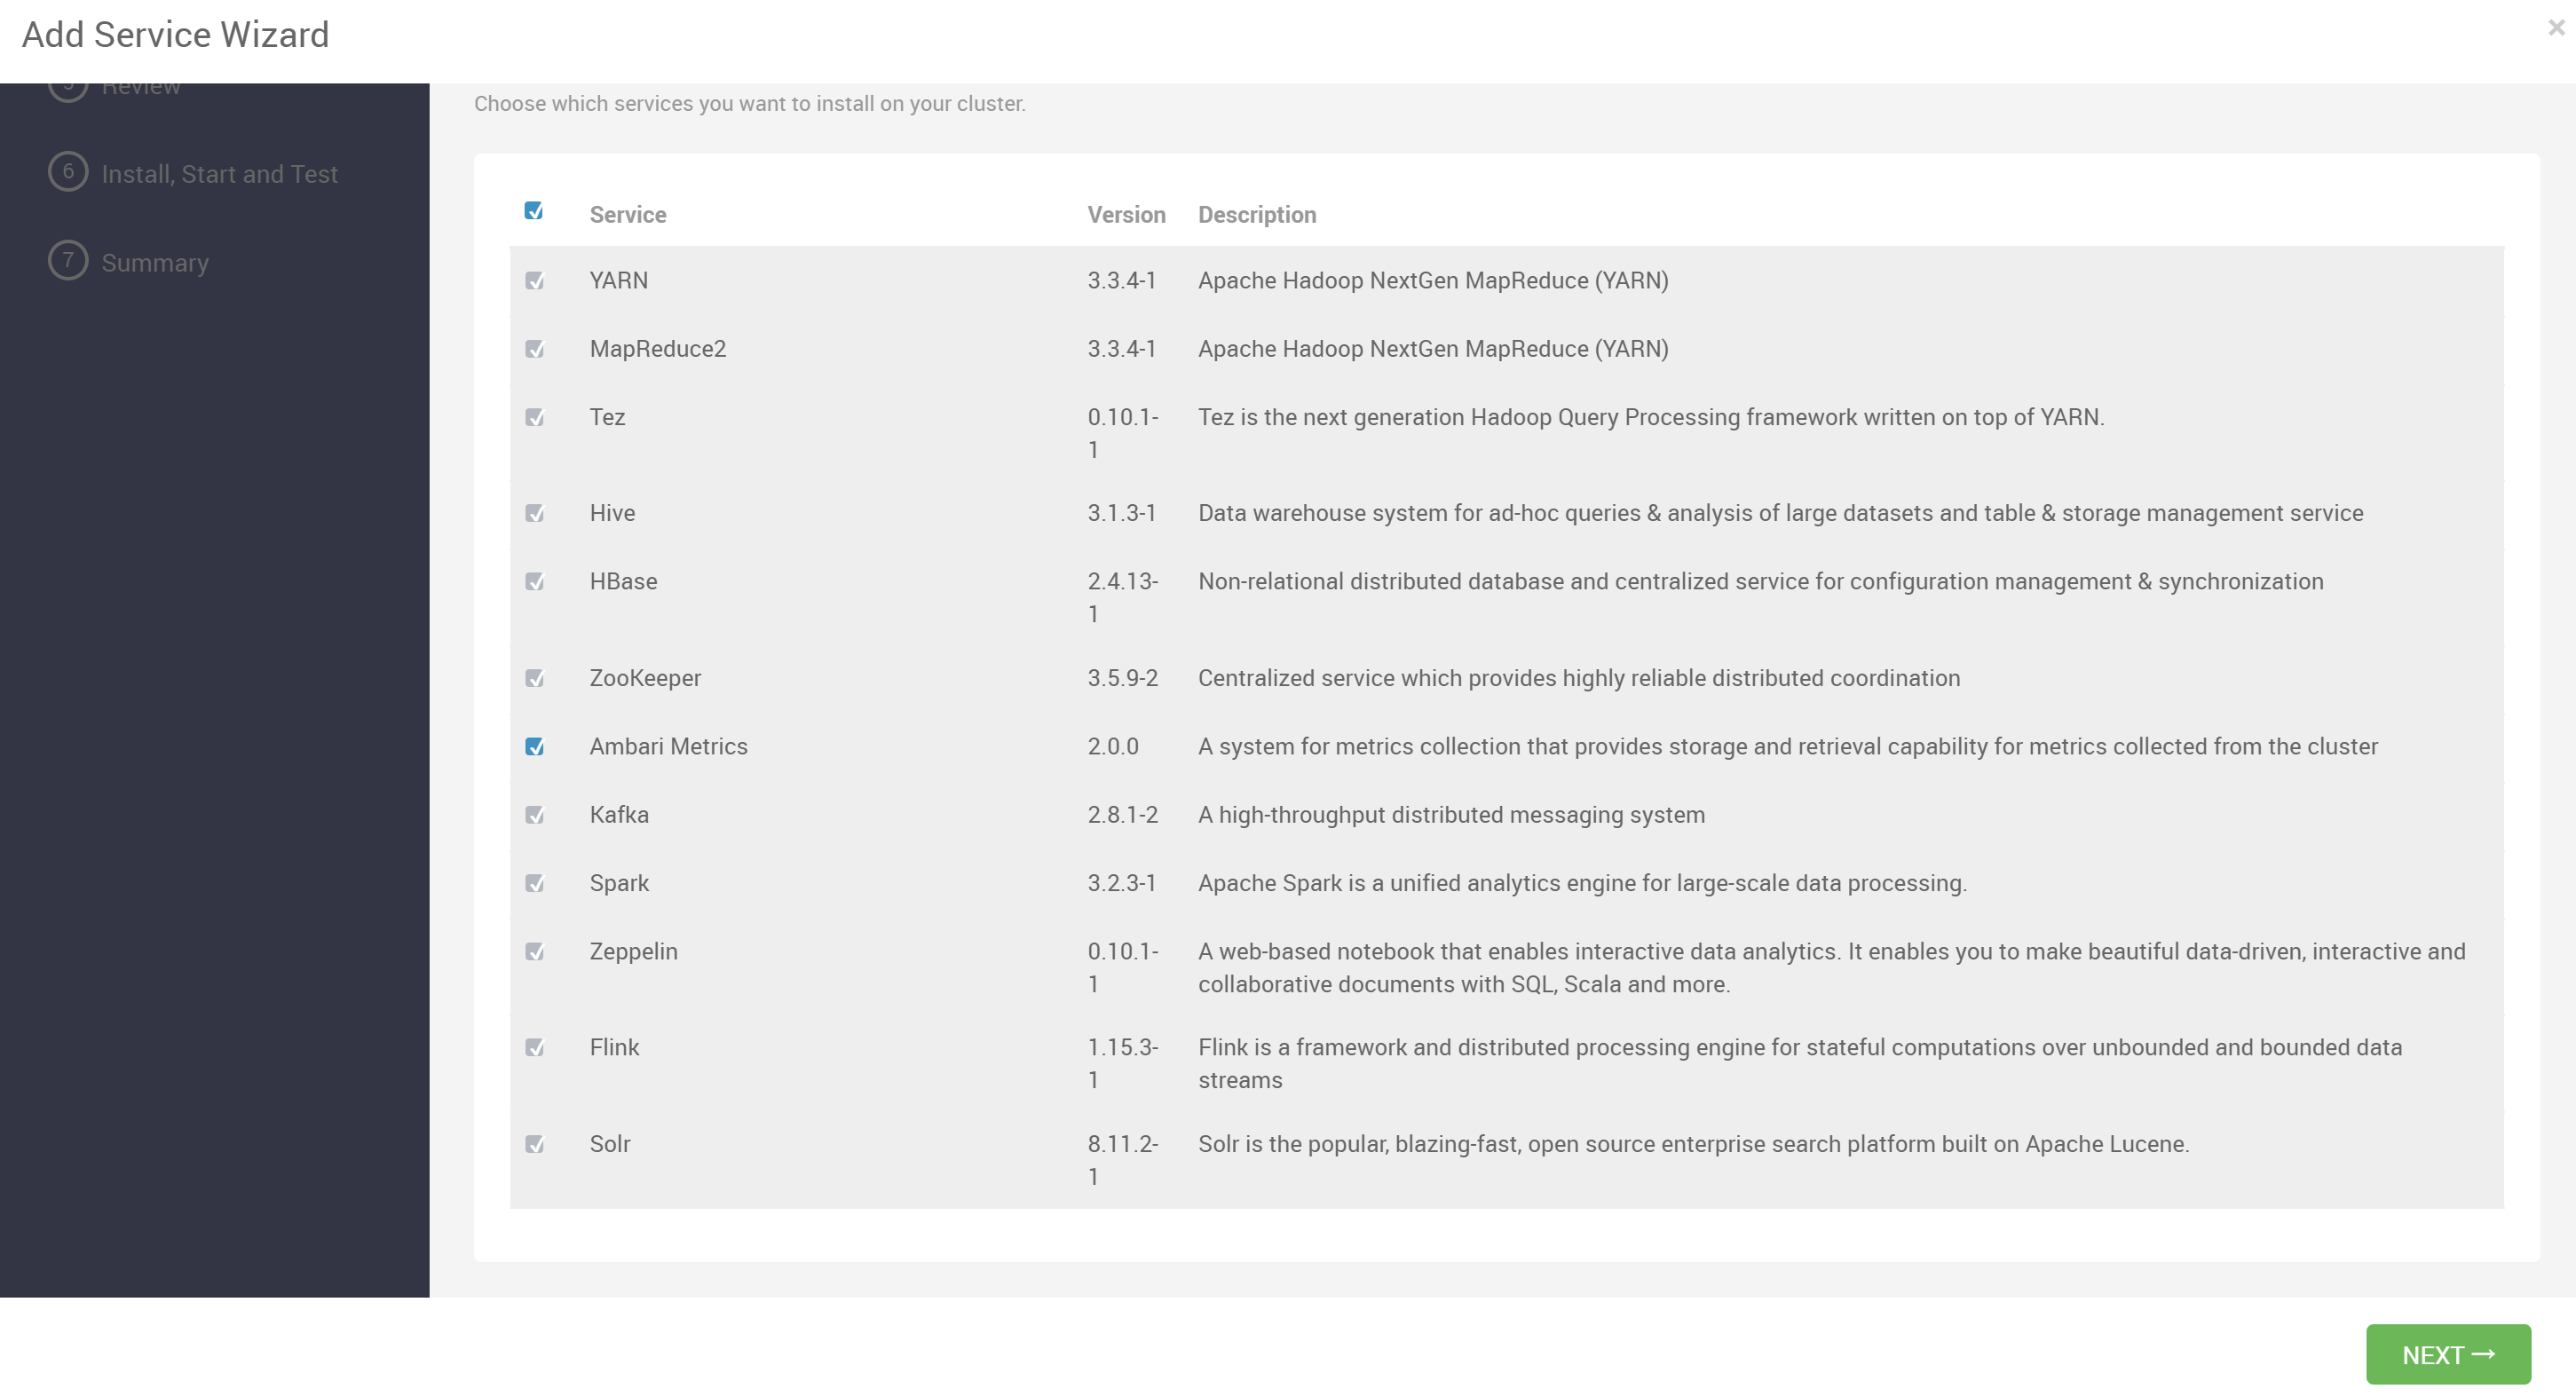 Add Service Wizard
×
5 Review
Choose which services you want to install on your cluster.
6 Install, Start and Test
7 Summary
Service Version Description
YARN 3.3.4-1 Apache Hadoop NextGen MapReduce (YARN)
MapReduce2 3.3.4-1 Apache Hadoop NextGen MapReduce (YARN)
Tez 0.10.1- Tez is the next generation Hadoop Query Processing framework written on top of YARN.
1
Hive 3.1.3-1 Data warehouse system for ad-hoc queries & analysis of large datasets and table & storage management service
HBase 2.4.13- Non-relational distributed database and centralized service for configuration management & synchronization
1
ZooKeeper 3.5.9-2 Centralized service which provides highly reliable distributed coordination
Ambari Metrics 2.0.0 A system for metrics collection that provides storage and retrieval capability for metrics collected from the cluster
Kafka 2.8.1-2 A high-throughput distributed messaging system
Spark 3.2.3-1 Apache Spark is a unified analytics engine for large-scale data processing.
Zeppelin 0.10.1- A web-based notebook that enables interactive data analytics. It enables you to make beautiful data-driven, interactive and
1 collaborative documents with SQL, Scala and more.
Flink 1.15.3- Flink is a framework and distributed processing engine for stateful computations over unbounded and bounded data
1 streams
Solr 8.11.2- Solr is the popular, blazing-fast, open source enterprise search platform built on Apache Lucene.
1
NEXT →